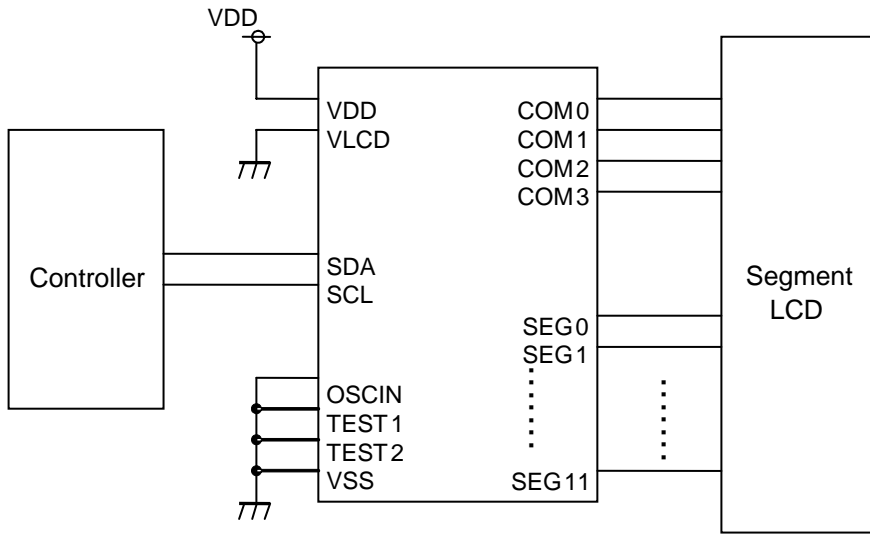 VDD
VDD
VLCD
SDA
SCL
OSCIN
TEST1
TEST2
VSS
COM0
COM1
COM2
COM3
SEG0
SEG1
SEG11
Controller
Segment
LCD